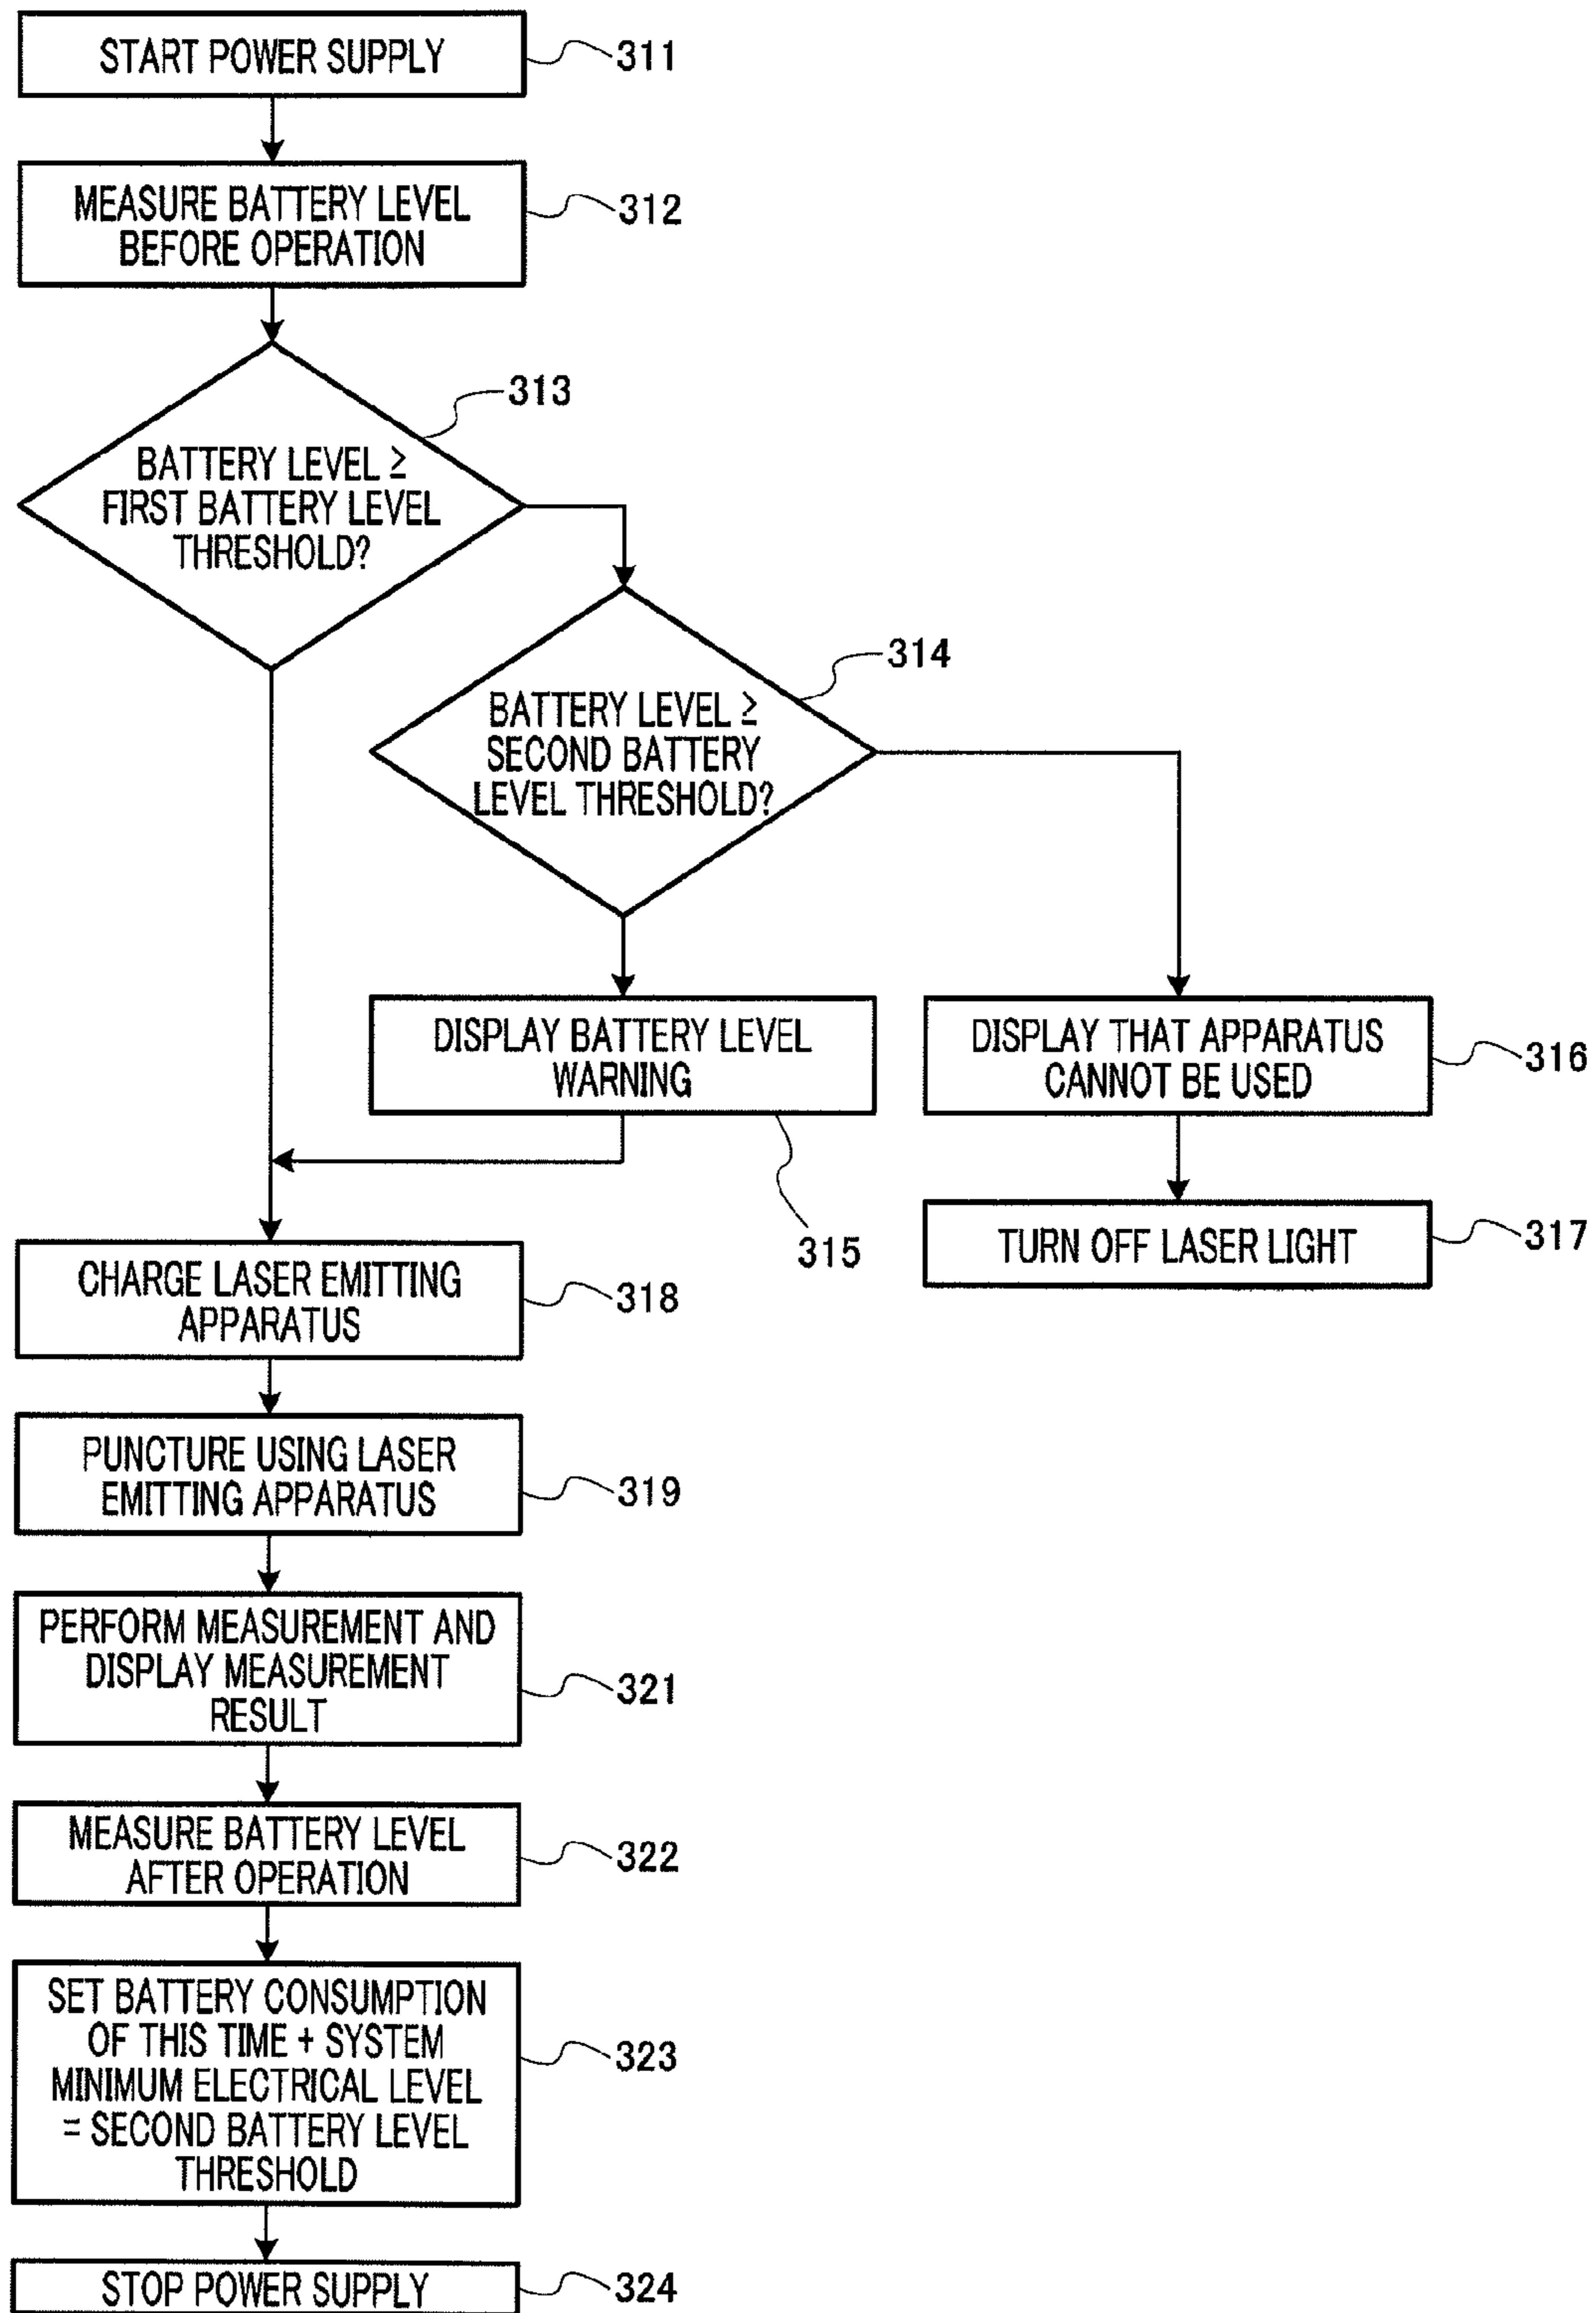 START POWER SUPPLY
311
MEASURE BATTERY LEVEL
BEFORE OPERATION
312
313
BATTERY LEVEL ≥
FIRST BATTERY LEVEL
THRESHOLD?
314
BATTERY LEVEL ≥
SECOND BATTERY
LEVEL THRESHOLD?
DISPLAY BATTERY LEVEL
WARNING
315
DISPLAY THAT APPARATUS
CANNOT BE USED
316
TURN OFF LASER LIGHT
317
CHARGE LASER EMITTING
APPARATUS
318
PUNCTURE USING LASER
EMITTING APPARATUS
319
PERFORM MEASUREMENT AND
DISPLAY MEASUREMENT
RESULT
321
MEASURE BATTERY LEVEL
AFTER OPERATION
322
SET BATTERY CONSUMPTION
OF THIS TIME + SYSTEM
MINIMUM ELECTRICAL LEVEL
= SECOND BATTERY LEVEL
THRESHOLD
323
STOP POWER SUPPLY
324